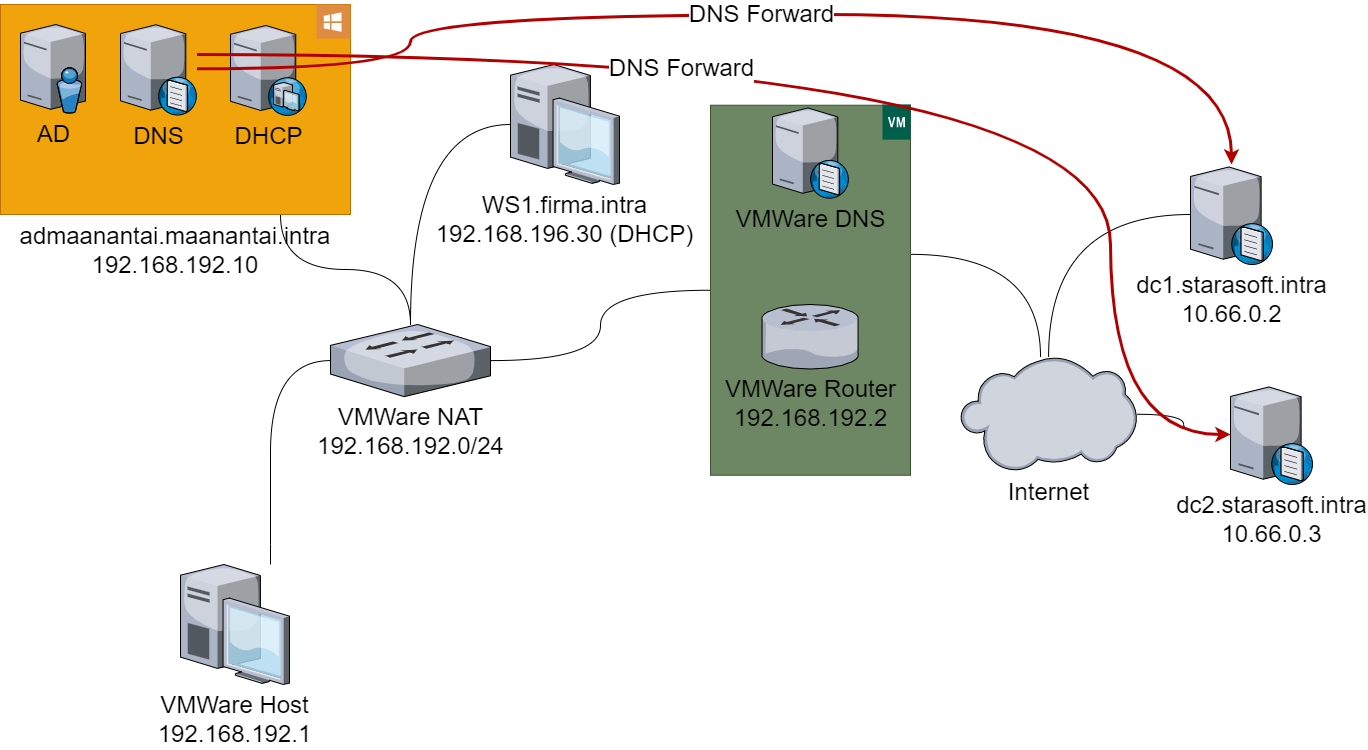 DNS Forward
DNS Forward
AD
DNS
DHCP
VM
admaanantai.maanantai.intra
192.168.192.10
WS1.firma.intra
192.168.196.30 (DHCP)
VMWare DNS
dc1.starasoft.intra
10.66.0.2
VMWare Router
192.168.192.2
VMWare NAT
192.168.192.0/24
Internet
dc2.starasoft.intra
10.66.0.3
VMWare Host
192.168.192.1